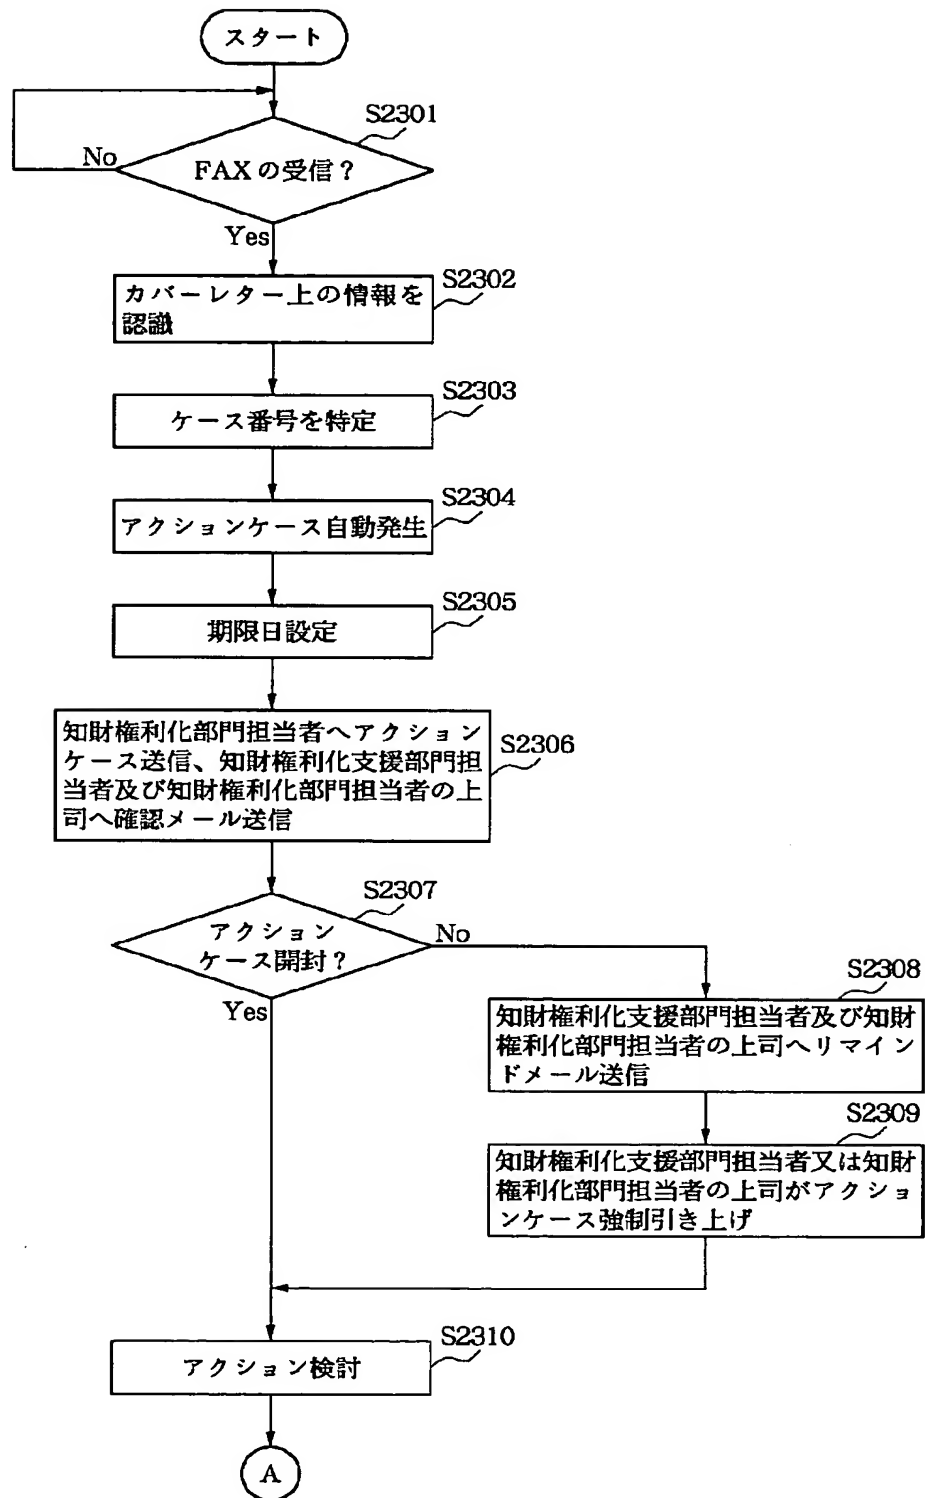 スタート
S2301
No
FAXの受信？
Yes
S2302
カバーレター上の情報を
認識
S2303
ケース番号を特定
S2304
アクションケース自動発生
S2305
期限日設定
S2306
知財権利化部門担当者へアクション
ケース送信、知財権利化支援部門担
当者及び知財権利化部門担当者の上
司へ確認メール送信
S2307
アクション
ケース開封？
No
Yes
S2308
知財権利化支援部門担当者及び知財
権利化部門担当者の上司へリマイン
ドメール送信
S2309
知財権利化支援部門担当者又は知財
権利化部門担当者の上司がアクショ
ンケース強制引き上げ
S2310
アクション検討
A